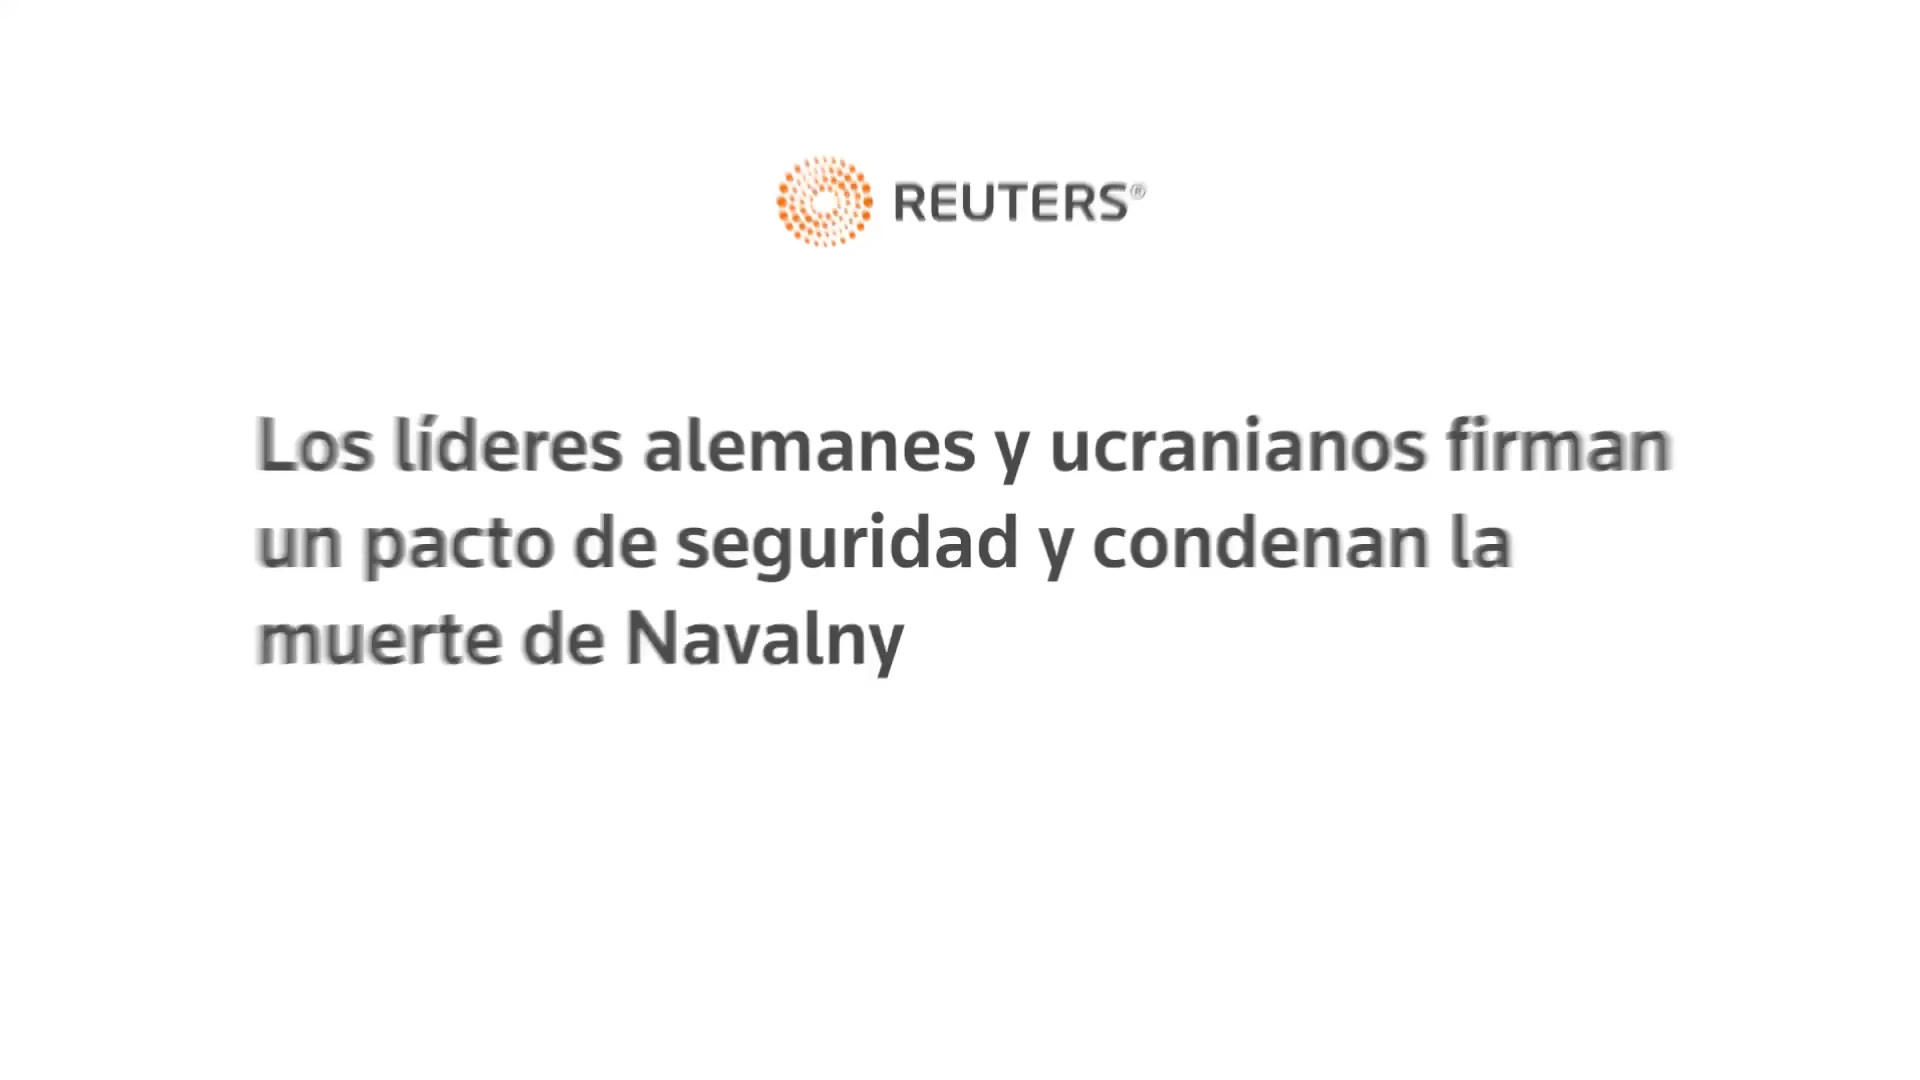 REUTERS®
Los líderes alemanes y ucranianos firman
un pacto de seguridad y condenan la
muerte de Navalny